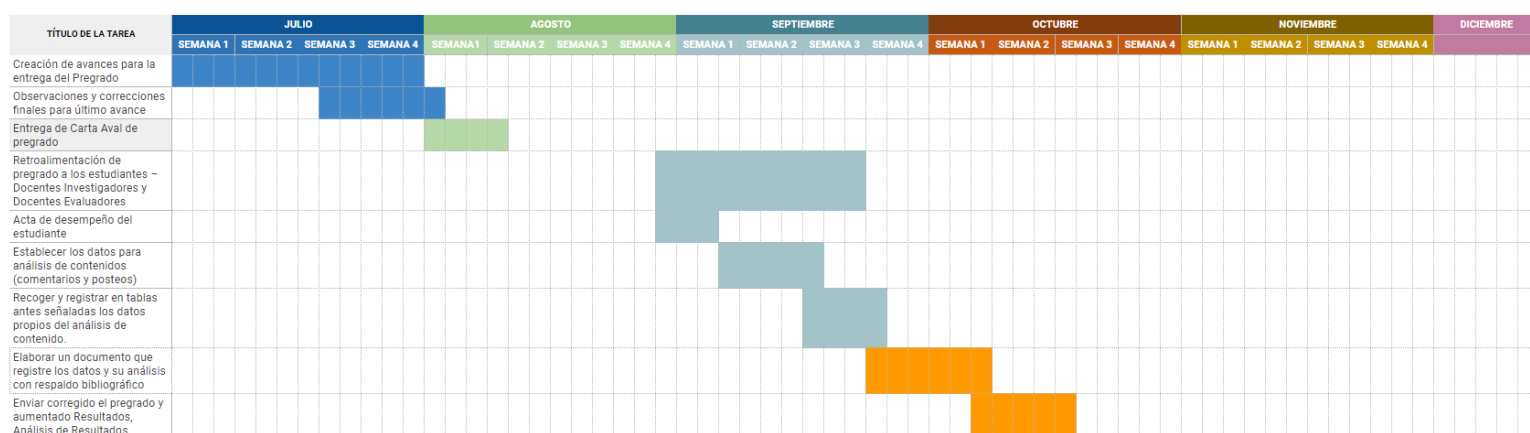 TÍTULO DE LA TAREA
JULIO AGOSTO SEPTIEMBRE OCTUBRE NOVIEMBRE DICIEMBRE
SEMANA 1 SEMANA 2 SEMANA 3 SEMANA 4 SEMANA1 SEMANA 2 SEMANA 3 SEMANA 4 SEMANA 1 SEMANA 2 SEMANA 3 SEMANA 4 SEMANA 1 SEMANA 2 SEMANA 3 SEMANA 4 SEMANA 1 SEMANA 2 SEMANA 3 SEMANA 4
Creación de avances para la
entrega del Pregrado
Observaciones y correcciones
finales para último avance
Entrega de Carta Aval de
pregrado
Retroalimentación de
pregrado a los estudiantes –
Docentes Investigadores y
Docentes Evaluadores
Acta de desempeño del
estudiante
Establecer los datos para
análisis de contenidos
(comentarios y posteos)
Recoger y registrar en tablas
antes señaladas los datos
propios del análisis de
contenido.
Elaborar un documento que
registre los datos y su análisis
con respaldo bibliográfico
Enviar corregido el pregrado y
aumentado Resultados,
Análisis de Resultados